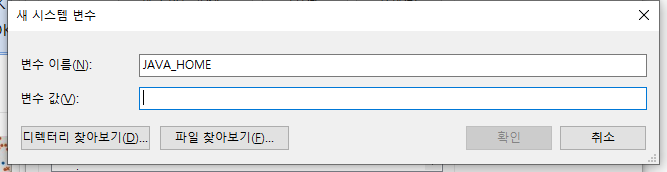 새 시스템 변수
변수 이름(N):
JAVA_HOME
변수 값(V):
디렉터리 찾아보기(D)...
파일 찾아보기(F)...
확인
취소